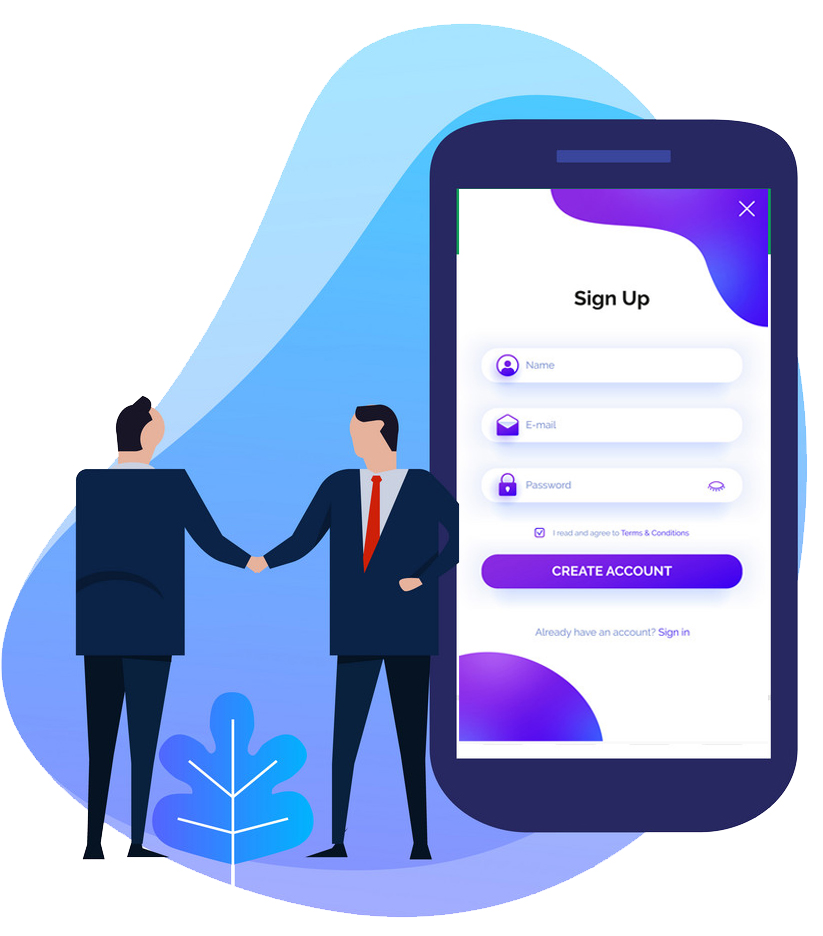 Sign Up
Name
E-mail
Password
I read and agree to Terms & Conditions
CREATE ACCOUNT
Already have an account? Sign in